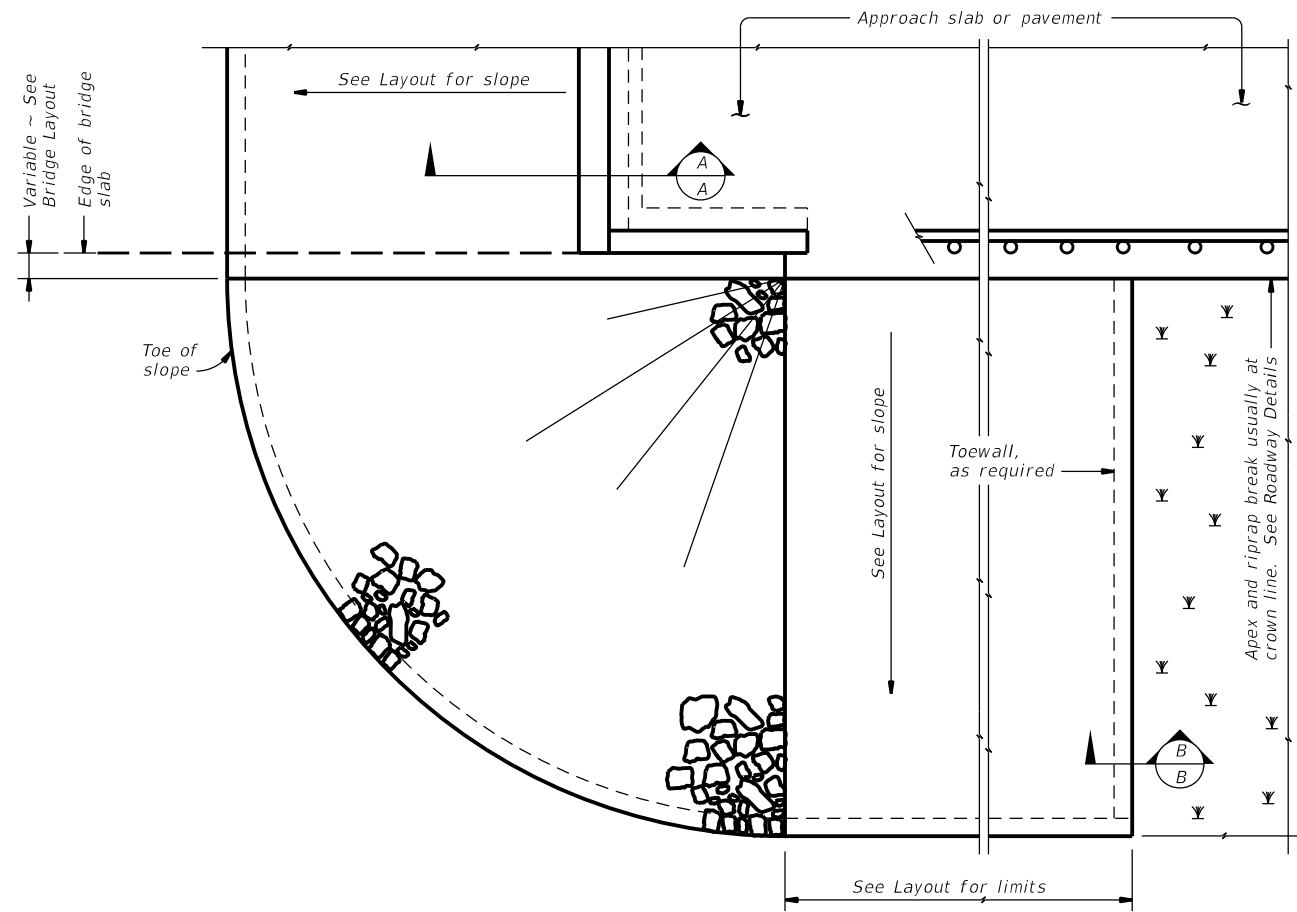 Approach slab or pavement
See Layout for slope
Variable ~ See
Bridge Layout
Edge of bridge
slab
A
A
Toe of
slope
See Layout for slope
Toewall,
as required
Apex and riprap break usually at
crown line. See Roadway Details
B
B
See Layout for limits